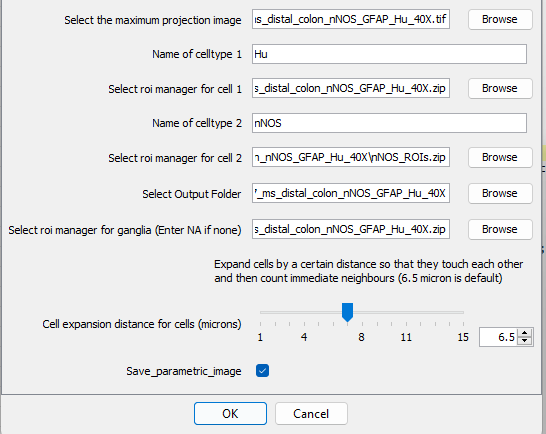 Select the maximum projection image ıs_distal_colon_nNOS_GFAP_Hu_40X.tif Browse
Name of celltype 1 Hu
Select roi manager for cell 1 s_distal_colon_nNOS_GFAP_Hu_40X.zip Browse
Name of celltype 2 nNOS
Select roi manager for cell 2 n_nNOS_GFAP_Hu_40X\nNOS_ROIs.zip Browse
Select Output Folder _ms_distal_colon_nNOS_GFAP_Hu_40X Browse
Select roi manager for ganglia (Enter NA if none) s_distal_colon_nNOS_GFAP_Hu_40X.zip Browse
Expand cells by a certain distance so that they touch each other
and then count immediate neighbours (6.5 micron is default)
Cell expansion distance for cells (microns) 6.5
1 4 8 11 15
Save_parametric_image
OK Cancel